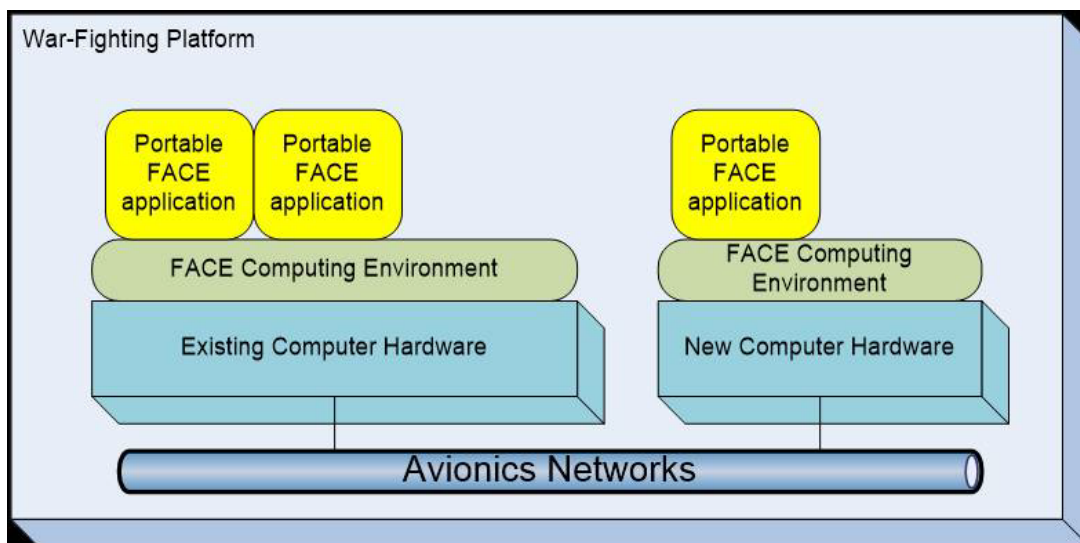 War-Fighting Platform
Portable
FACE
application
Portable
FACE
application
Portable
FACE
application
FACE Computing Environment
FACE Computing
Environment
Existing Computer Hardware
New Computer Hardware
Avionics Networks